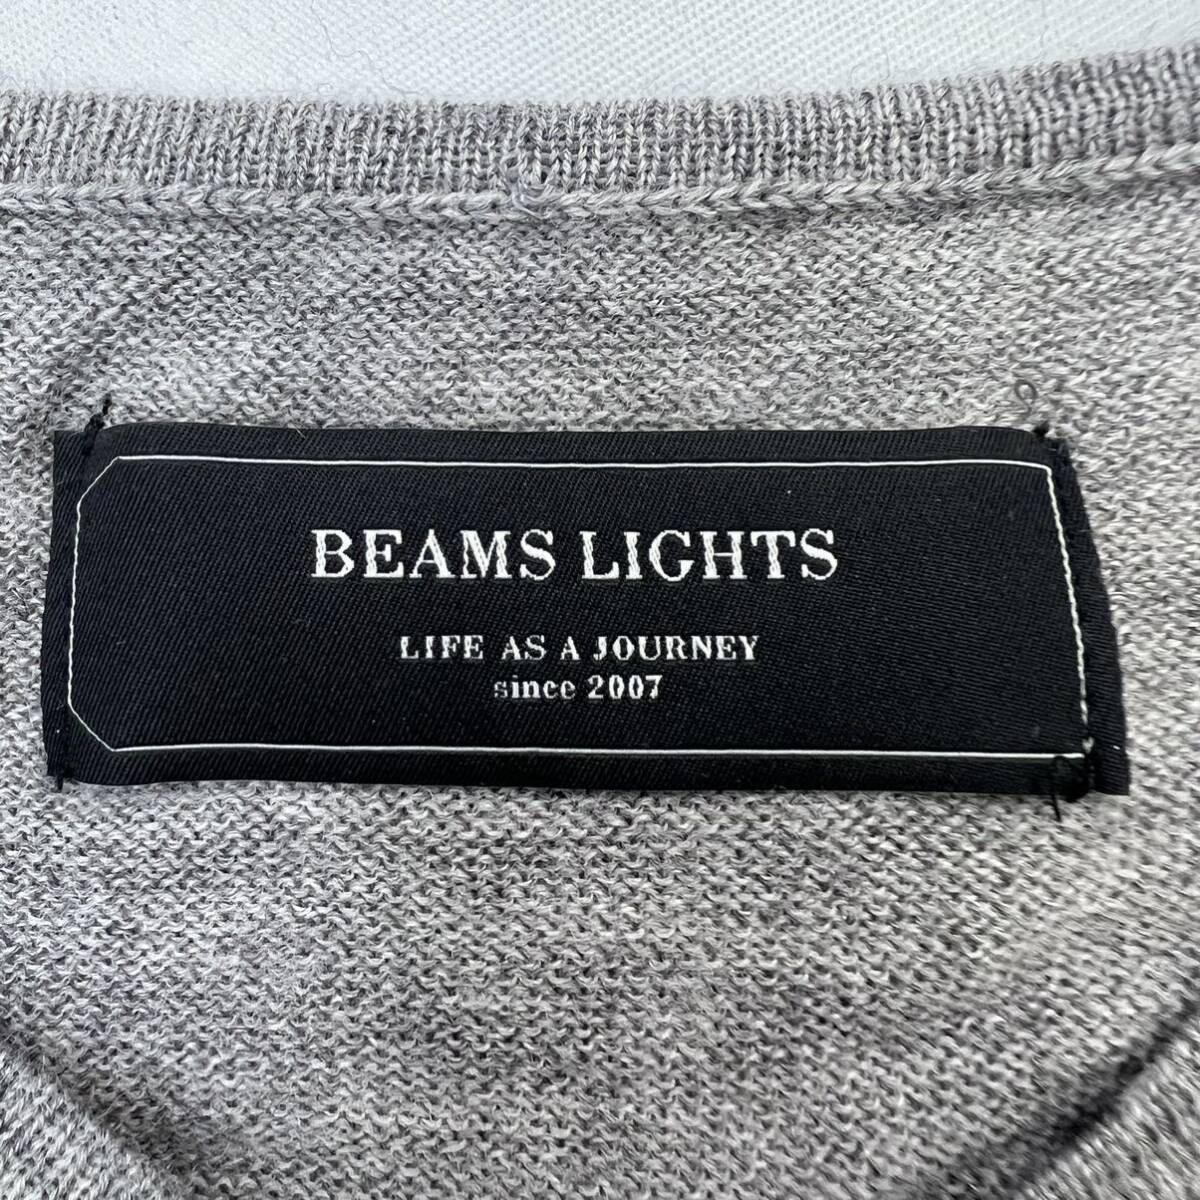 BEAMS LIGHTS
LIFE AS A JOURNEY
since 2007